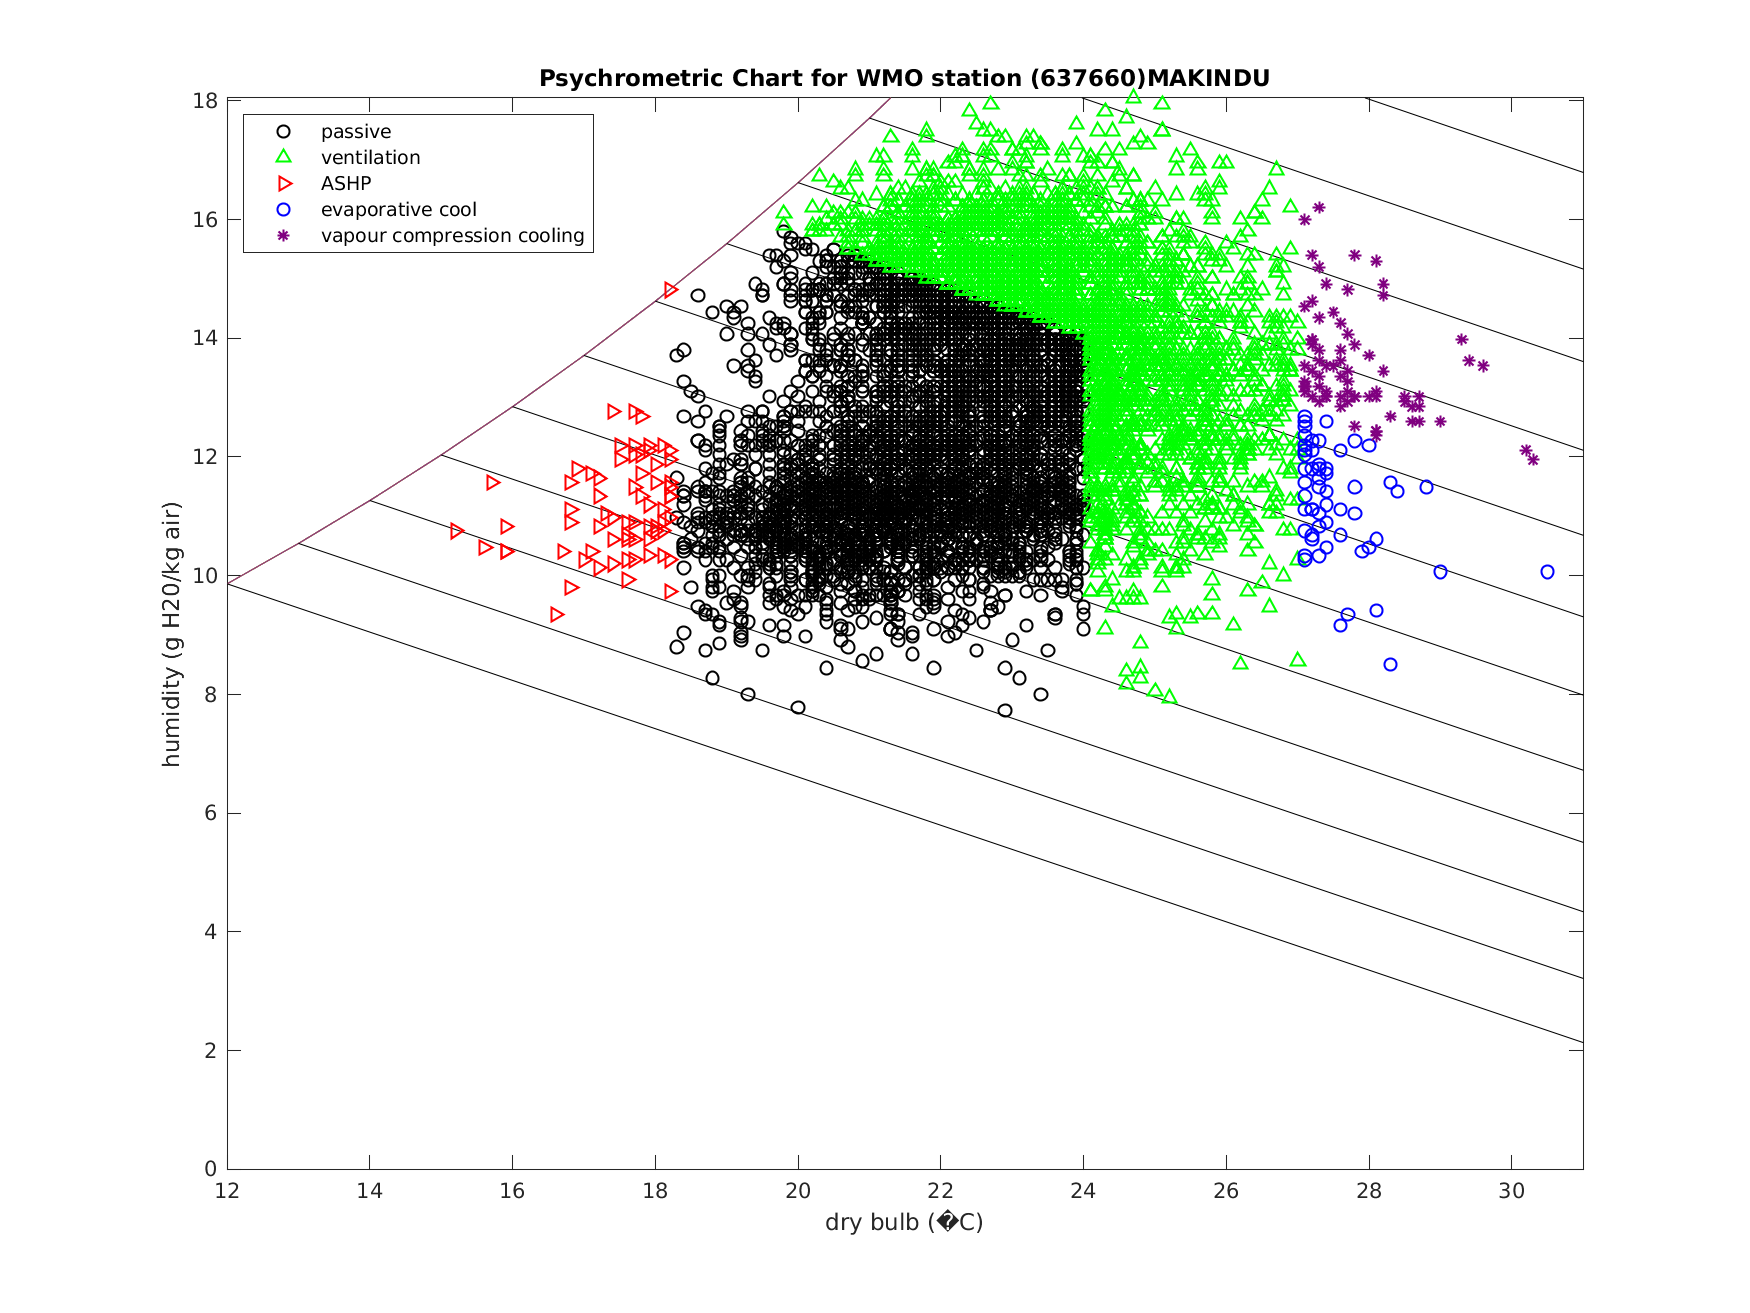 Psychrometric Chart for WMO station (637660)MAKINDU
passive
ventilation
ASHP
evaporative cool
vapour compression cooling
humidity (g H20/kg air)
18
16
14
12
10
8
6
4
2
0
12 14 16 18 20 22 24 26 28 30
dry bulb (�C)